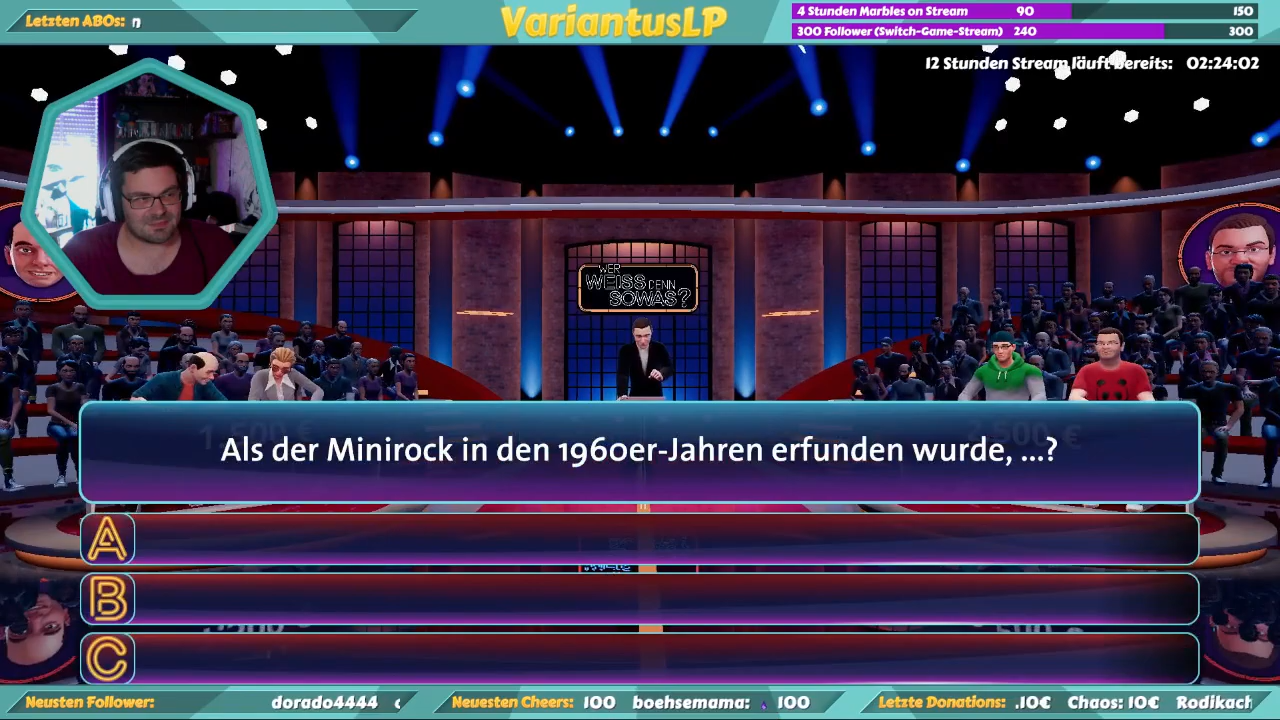 Letzten ABOs:
VariantusLP
4 Stunden Marbles on Stream 90 150
300 Follower (Switch-Game-Stream) 240 300
12 Stunden Stream läuft bereits: 02:24:02
WER
WEISS DENN
SOWAS?
Als der Minirock in den 1960er-Jahren erfunden wurde, ...?
A
B
C
Neusten Follower: dorado4444
Neuesten Cheers: 100 boehsemama: 100
Letzte Donations: .10€ Chaos: 10€ Rodikach